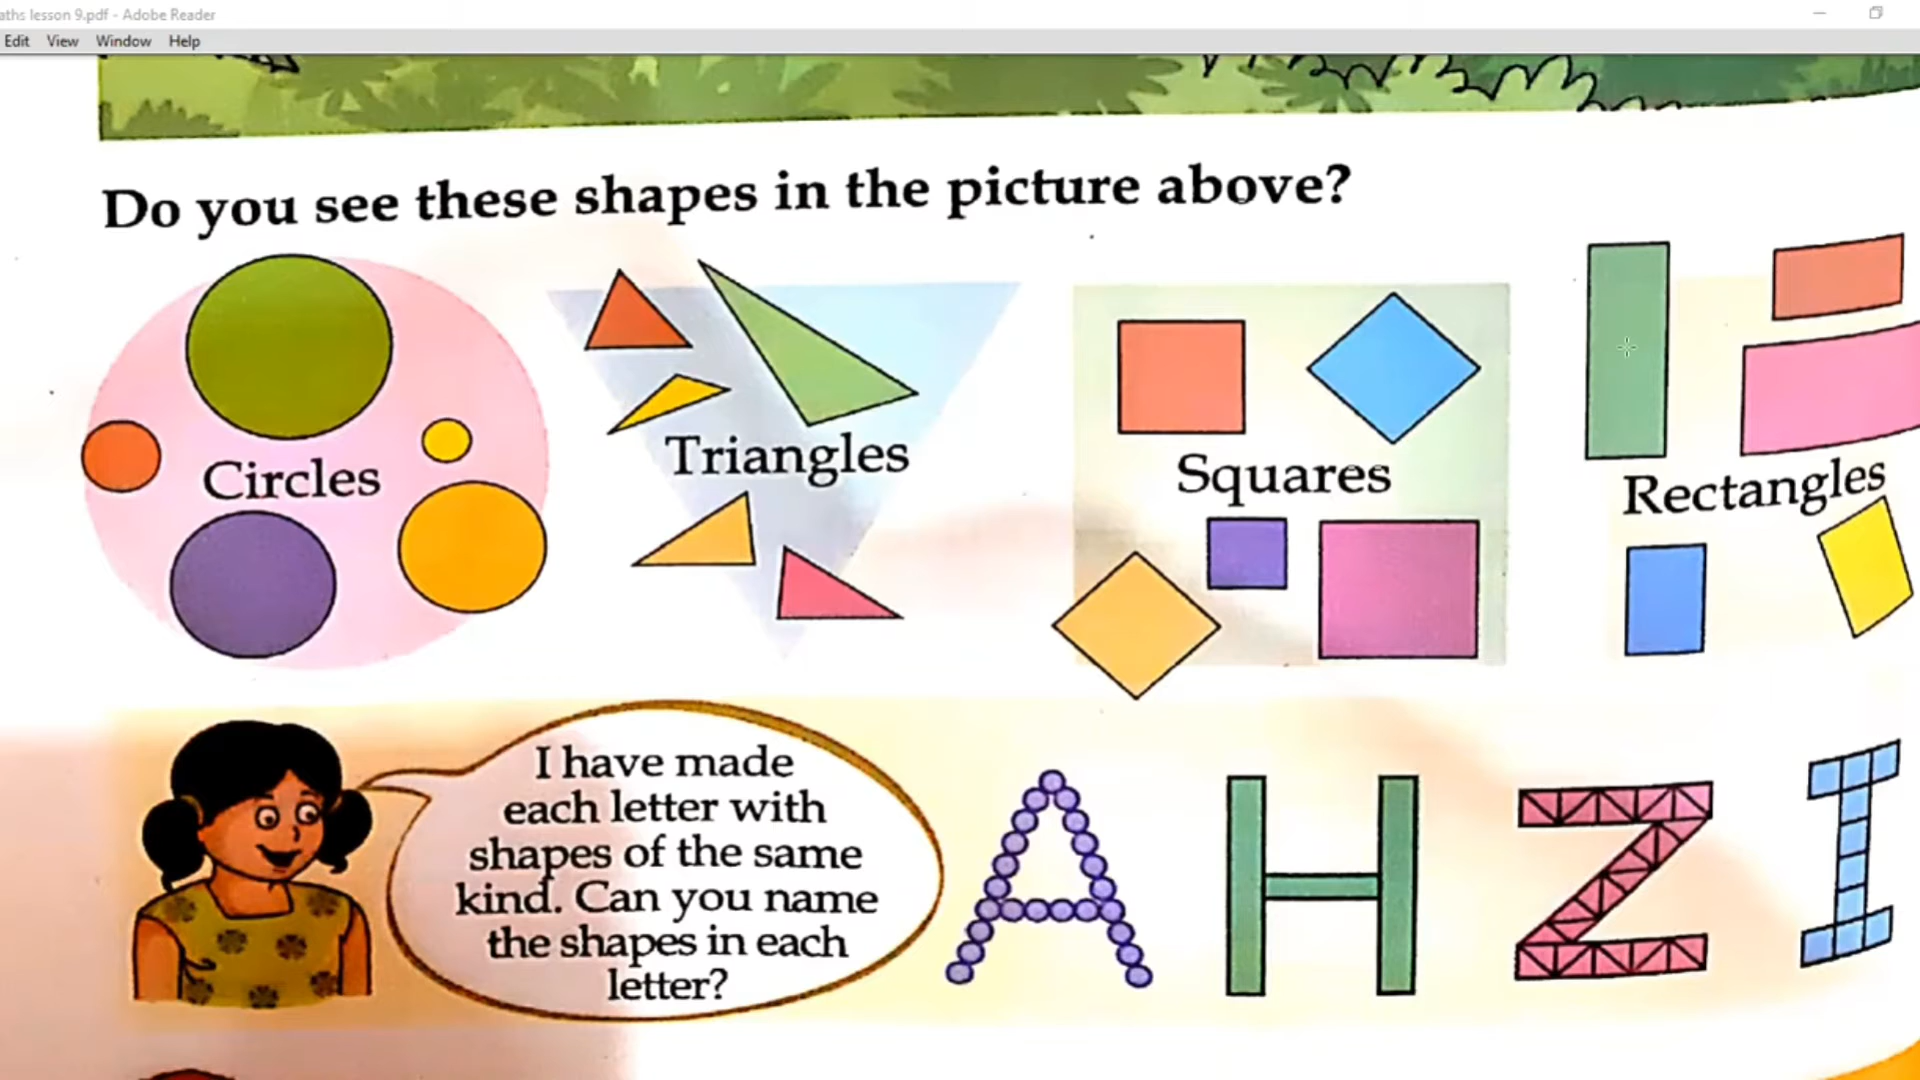 aths lesson 9.pdf - Adobe Reader
Edit View Window Help
Do you see these shapes in the picture above?
Circles
Triangles
Squares
Rectangles
I have made
each letter with
shapes of the same
kind. Can you name
the shapes in each
letter?
A H Z I